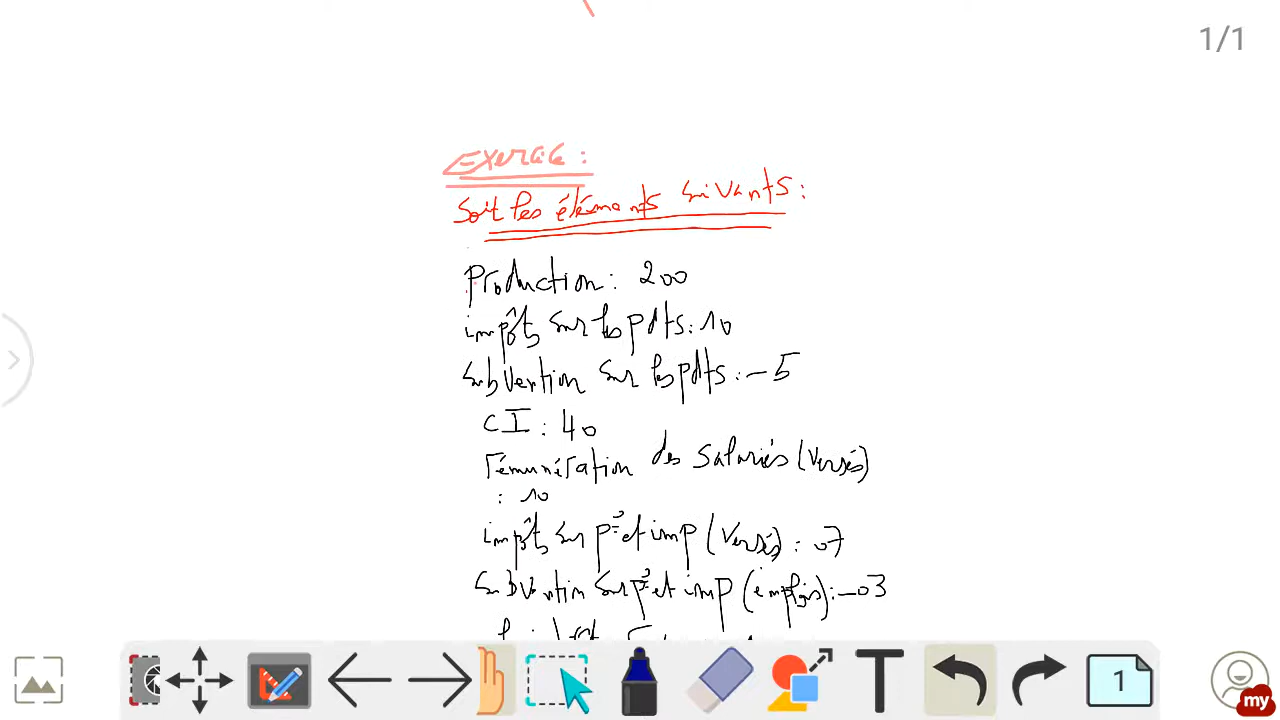 1/1
Exercice :
Soit les éléments suivants :
Production : 200
impôts sur les pdts : 10
subvention sur les pdts : -5
CI : 40
rémunération des salariés (versés)
: 10
impôts sur p° et imp (versés) : 07
subvention sur p° et imp (emplois) : -03
1
my